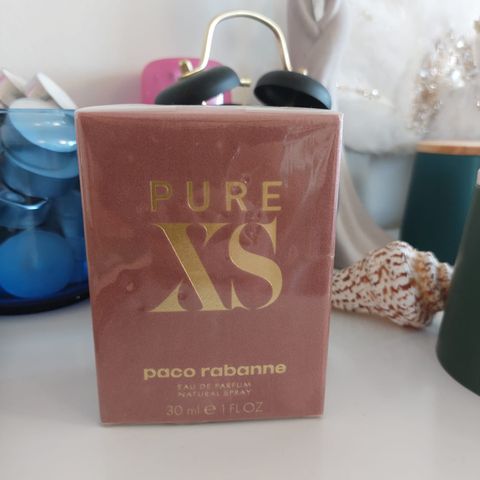 PURE
XS
paco rabanne
EAU DE PARFUM
NATURAL SPRAY
30 ml e 1 FL OZ